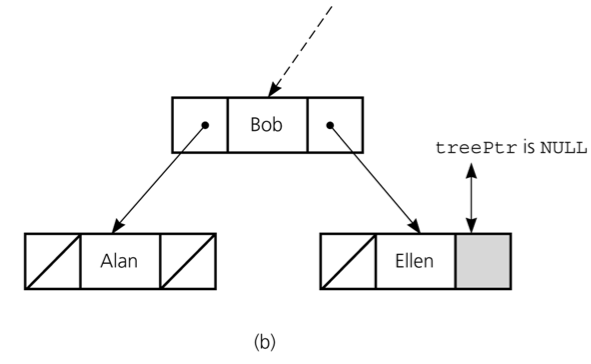 Bob
treePtr is NULL
Alan
Ellen
(b)